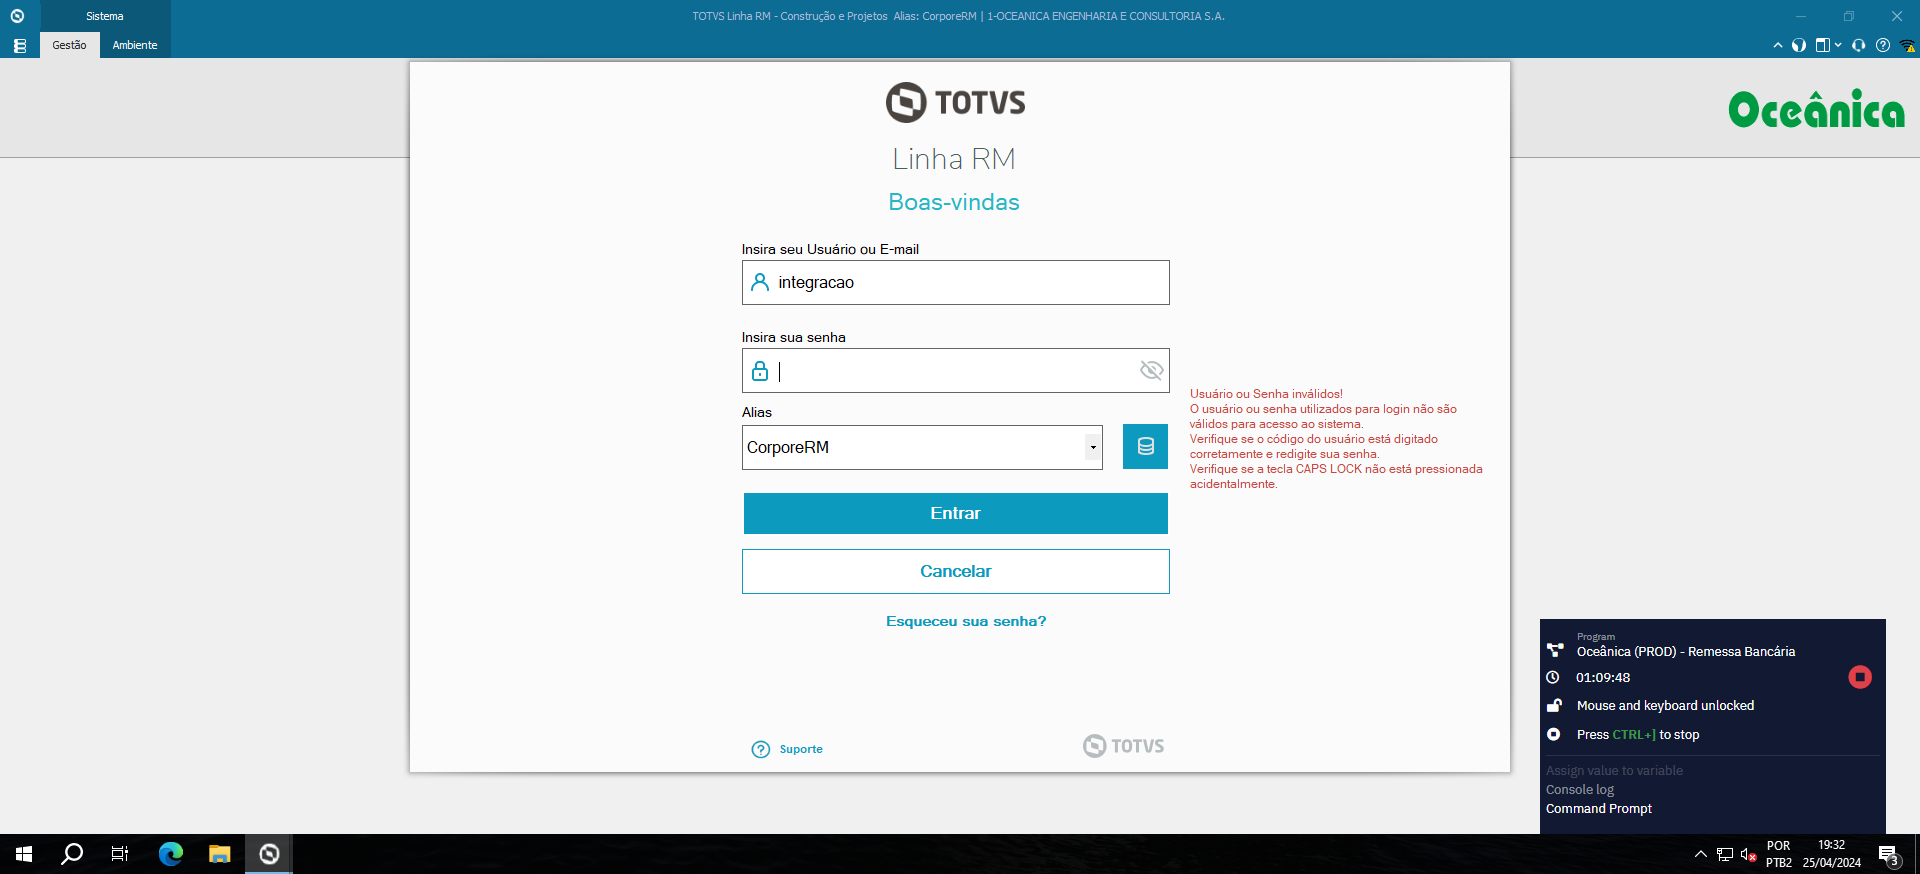 Sistema
TOTVS Linha RM - Construção e Projetos  Alias: CorporeRM | 1-OCEANICA ENGENHARIA E CONSULTORIA S.A.
Gestão
Ambiente
TOTVS
Oceânica
Linha RM
Boas-vindas
Insira seu Usuário ou E-mail
integracao
Insira sua senha
Usuário ou Senha inválidos!
O usuário ou senha utilizados para login não são
válidos para acesso ao sistema.
Verifique se o código do usuário está digitado
corretamente e redigite sua senha.
Verifique se a tecla CAPS LOCK não está pressionada
acidentalmente.
Alias
CorporeRM
Entrar
Cancelar
Esqueceu sua senha?
Suporte
TOTVS
Program
Oceânica (PROD) - Remessa Bancária
01:09:48
Mouse and keyboard unlocked
Press CTRL+] to stop
Assign value to variable
Console log
Command Prompt
POR
PTB2
19:32
25/04/2024
3